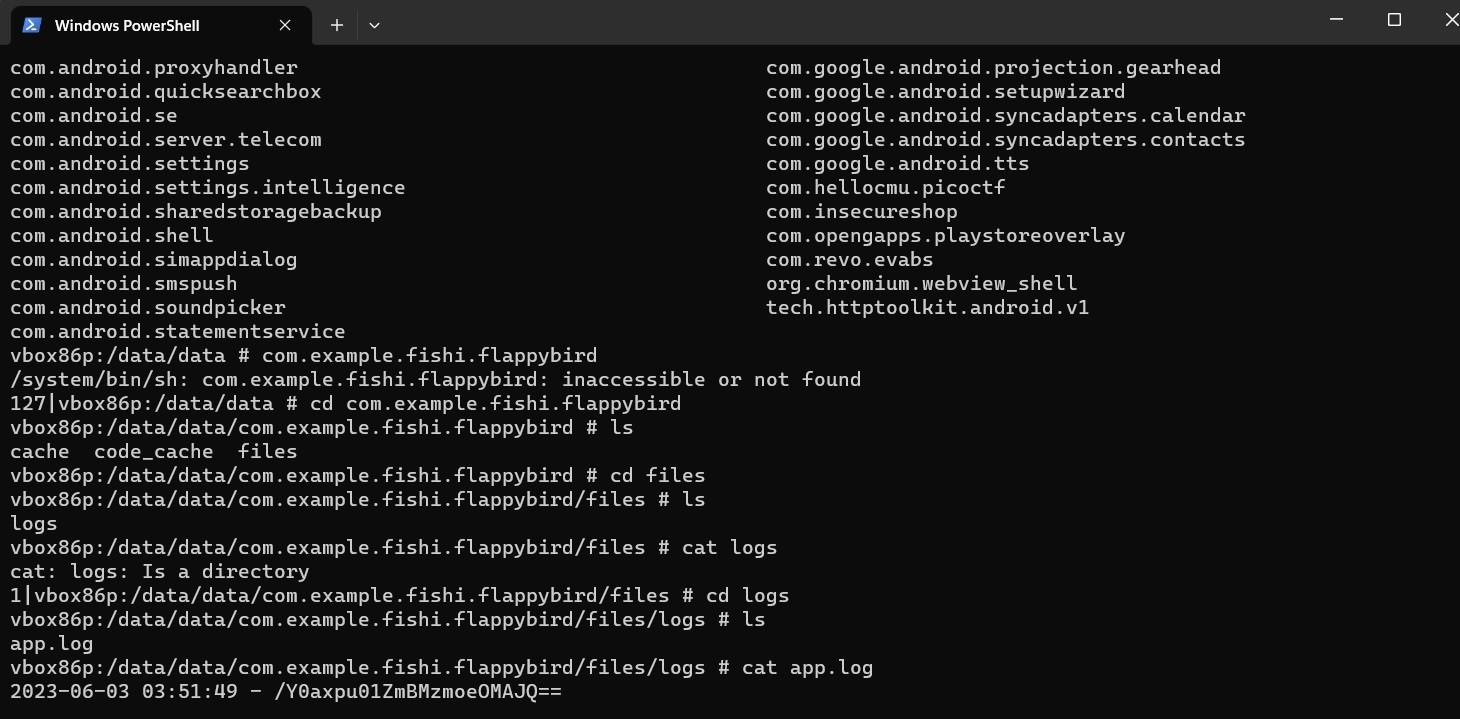 Windows PowerShell
com.android.proxyhandler com.google.android.projection.gearhead
com.android.quicksearchbox com.google.android.setupwizard
com.android.se com.google.android.syncadapters.calendar
com.android.server.telecom com.google.android.syncadapters.contacts
com.android.settings com.google.android.tts
com.android.settings.intelligence com.hellocmu.picoctf
com.android.sharedstoragebackup com.insecureshop
com.android.shell com.opengapps.playstoreoverlay
com.android.simappdialog com.revo.evabs
com.android.smspush org.chromium.webview_shell
com.android.soundpicker tech.httptoolkit.android.v1
com.android.statementservice
vbox86p:/data/data # com.example.fishi.flappybird
/system/bin/sh: com.example.fishi.flappybird: inaccessible or not found
127|vbox86p:/data/data # cd com.example.fishi.flappybird
vbox86p:/data/data/com.example.fishi.flappybird # ls
cache code_cache files
vbox86p:/data/data/com.example.fishi.flappybird # cd files
vbox86p:/data/data/com.example.fishi.flappybird/files # ls
logs
vbox86p:/data/data/com.example.fishi.flappybird/files # cat logs
cat: logs: Is a directory
1|vbox86p:/data/data/com.example.fishi.flappybird/files # cd logs
vbox86p:/data/data/com.example.fishi.flappybird/files/logs # ls
app.log
vbox86p:/data/data/com.example.fishi.flappybird/files/logs # cat app.log
2023-06-03 03:51:49 - /Y0axpu01ZmBMzmoeOMAJQ==